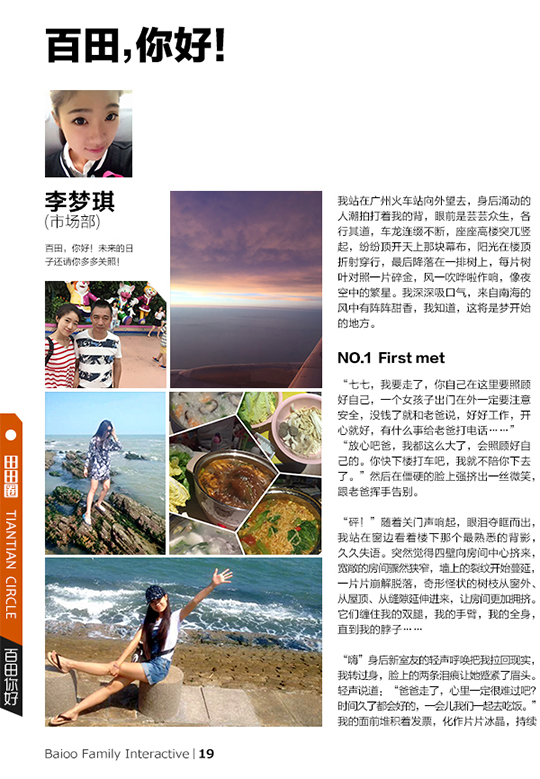 百田,你好!
李梦琪
(市场部)
百田，你好！未来的日
子还请你多多关照！
我站在广州火车站向外望去，身后涌动的
人潮拍打着我的背，眼前是芸芸众生，各
行其道，车龙连缀不断，座座高楼突兀竖
起，纷纷顶开天上那块幕布，阳光在楼顶
折射穿行，最后降落在一排树上，每片树
叶对照一片碎金，风一吹哗啦作响，像夜
空中的繁星。我深深吸口气，来自南海的
风中有阵阵甜香，我知道，这将是梦开始
的地方。
NO.1 First met
“七七，我要走了，你自己在这里要照顾
好自己，一个女孩子出门在外一定要注意
安全，没钱了就和老爸说，好好工作，开
心就好，有什么事给老爸打电话……”
“放心吧爸，我都这么大了，会照顾好自
己的。你快下楼打车吧，我就不陪你下去
了。”然后在僵硬的脸上强挤出一丝微笑，
跟老爸挥手告别。
“砰！”随着关门声响起，眼泪夺眶而出，
我站在窗边看着楼下那个最熟悉的背影，
久久失语。突然觉得四壁向房间中心挤来，
宽敞的房间骤然狭窄，墙上的裂纹开始蔓延，
一片片崩解脱落，奇形怪状的树枝从窗外、
从屋顶、从缝隙延伸进来，让房间更加拥挤。
它们缠住我的双腿，我的手臂，我的全身，
直到我的脖子……
“嗨”身后新室友的轻声呼唤把我拉回现实，
我转过身，脸上的两条泪痕让她蹙紧了眉头。
轻声说道：“爸爸走了，心里一定很难过吧？
时间久了都会好的，一会儿我们一起去吃饭。”
我的面前堆积着发票，化作片片冰晶，持续
田田圈
TIANTIAN CIRCLE
百田你好
Baioo Family Interactive | 19